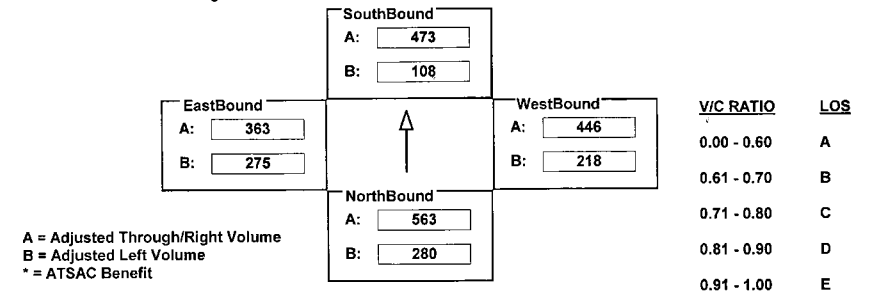 SouthBound
A: 473
B: 108
EastBound
A: 363
B: 275
WestBound
A: 446
B: 218
NorthBound
A: 563
B: 280
A = Adjusted Through/Right Volume
B = Adjusted Left Volume
* = ATSAC Benefit
V/C RATIO LOS
0.00 - 0.60 A
0.61 - 0.70 B
0.71 - 0.80 C
0.81 - 0.90 D
0.91 - 1.00 E